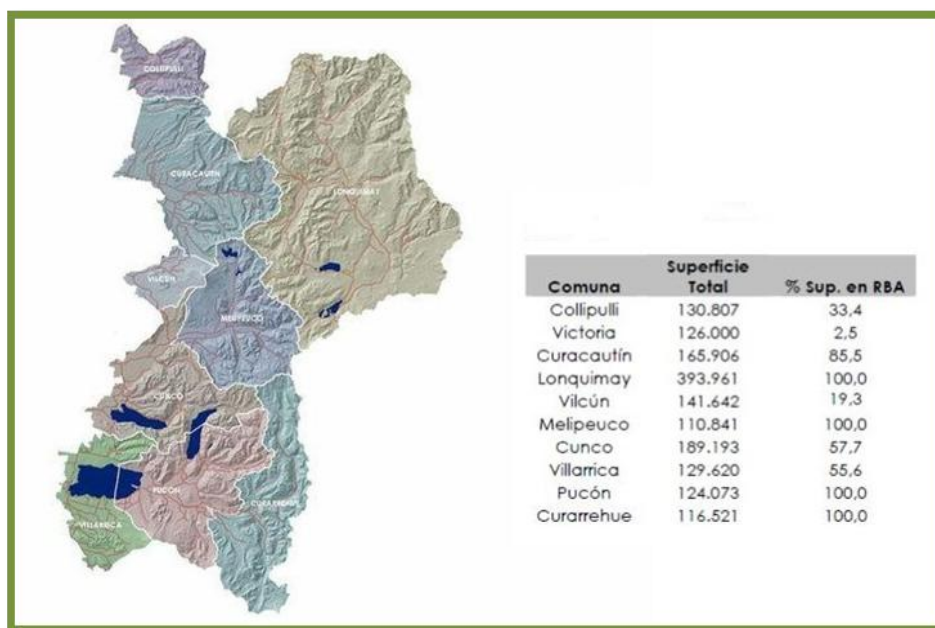 COLLIPULLI
CURACAUTÍN
LONQUIMAY
VILCÚN
MELIPEUCO
CUNCO
PUCÓN
CURARREHUE
VILLARRICA
Superficie
Comuna Total % Sup. en RBA
Collipulli 130.807 33,4
Victoria 126.000 2,5
Curacautín 165.906 85,5
Lonquimay 393.961 100,0
Vilcún 141.642 19,3
Melipeuco 110.841 100,0
Cunco 189.193 57,7
Villarrica 129.620 55,6
Pucón 124.073 100,0
Curarrehue 116.521 100,0